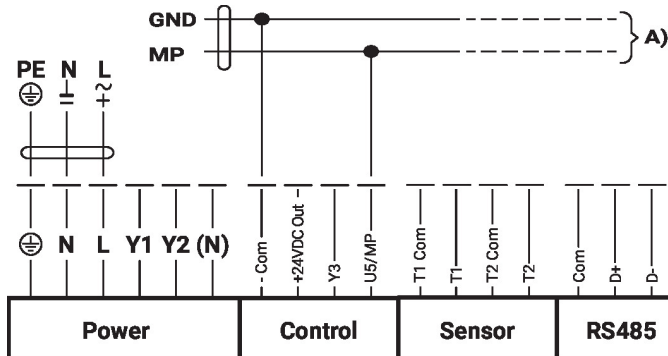 GND
MP
A)
PE N L
N L Y1 Y2 (N)
- Com
+24VDC Out -
Y3
U5/MP
T1 Com
T1
T2 Com
T2
Com
D+
D-
Power
Control
Sensor
RS485